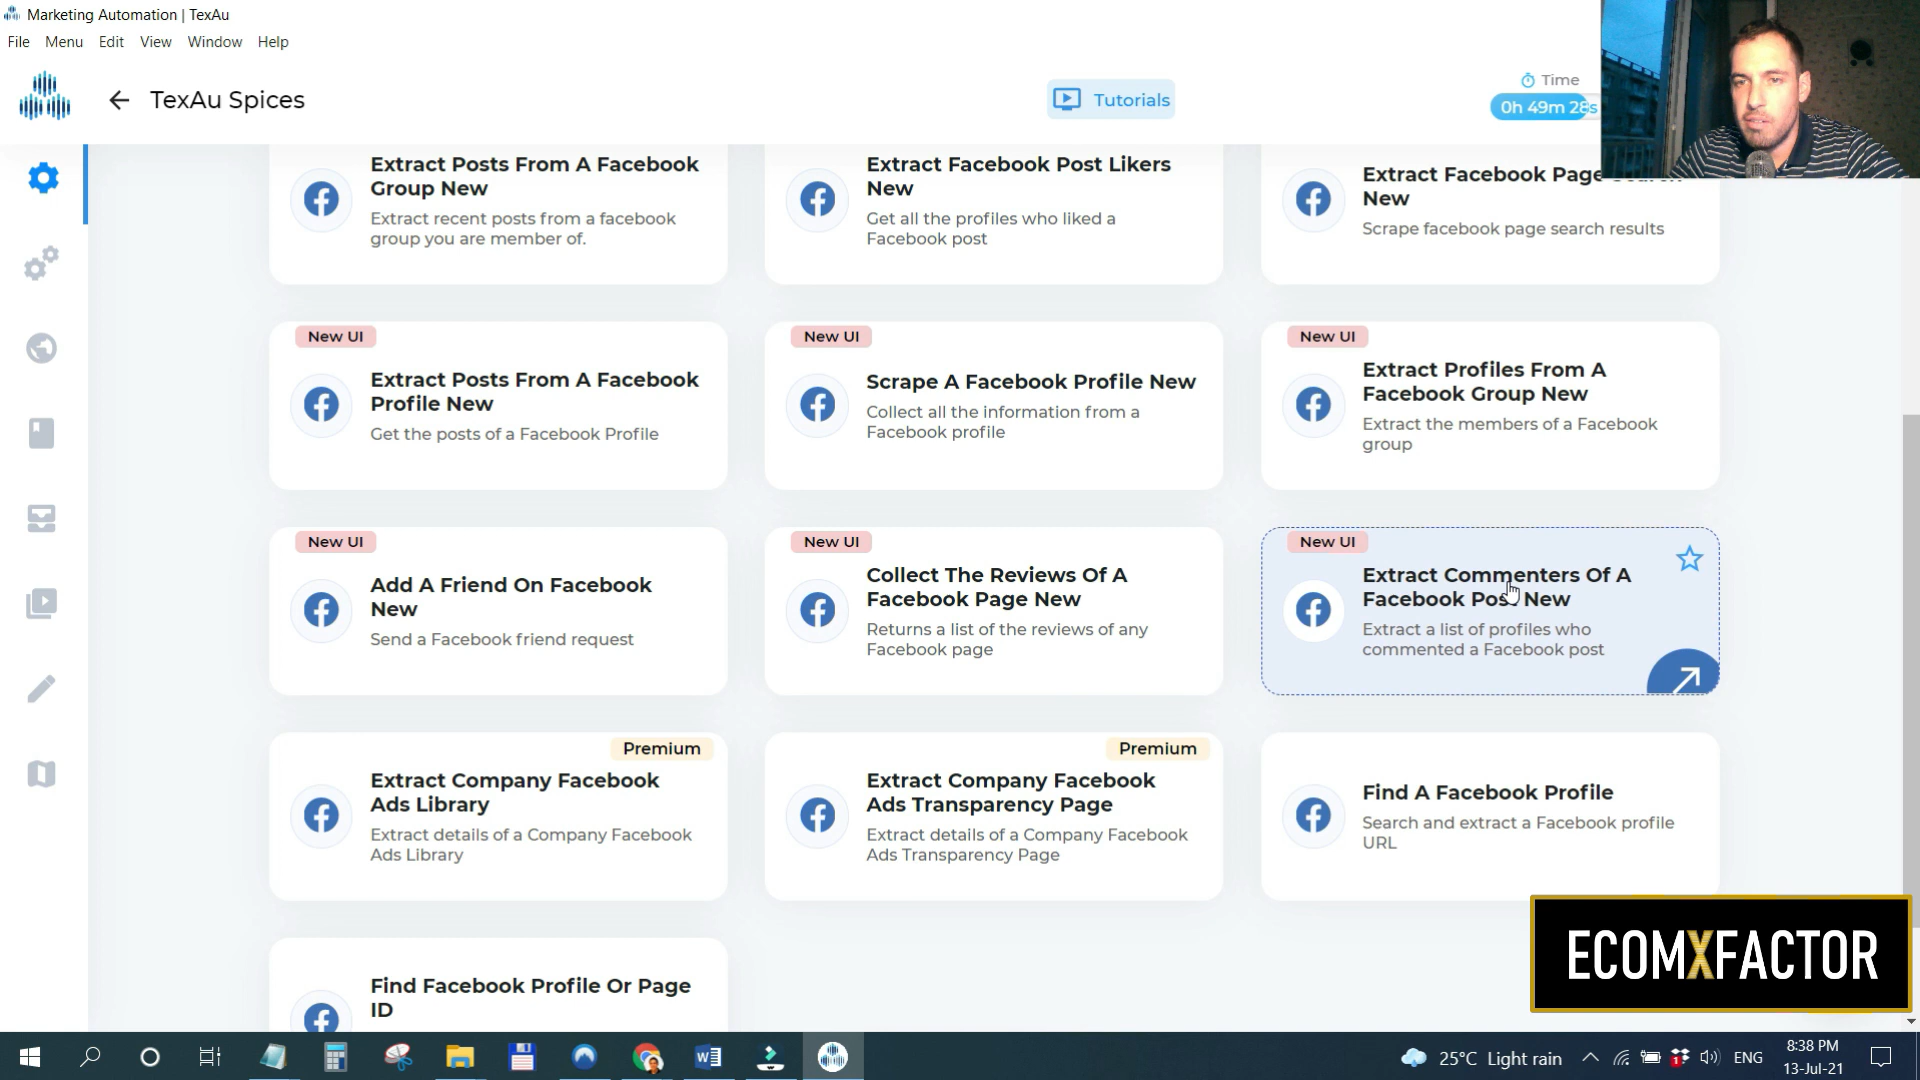 Marketing Automation | TexAu
File Menu Edit View Window Help
TexAu Spices
Tutorials
Time
0h 49m 28s
Extract Posts From A Facebook
Group New
Extract recent posts from a facebook
group you are member of.
Extract Facebook Post Likers
New
Get all the profiles who liked a
Facebook post
Extract Facebook Page Search
New
Scrape facebook page search results
New UI
Extract Posts From A Facebook
Profile New
Get the posts of a Facebook Profile
New UI
Scrape A Facebook Profile New
Collect all the information from a
Facebook profile
New UI
Extract Profiles From A
Facebook Group New
Extract the members of a Facebook
group
New UI
Add A Friend On Facebook
New
Send a Facebook friend request
New UI
Collect The Reviews Of A
Facebook Page New
Returns a list of the reviews of any
Facebook page
New UI
Extract Commenters Of A
Facebook Post New
Extract a list of profiles who
commented a Facebook post
Premium
Extract Company Facebook
Ads Library
Extract details of a Company Facebook
Ads Library
Premium
Extract Company Facebook
Ads Transparency Page
Extract details of a Company Facebook
Ads Transparency Page
Find A Facebook Profile
Search and extract a Facebook profile
URL
Find Facebook Profile Or Page
ID
ECOMXFACTOR
25°C Light rain
ENG
8:38 PM
13-Jul-21